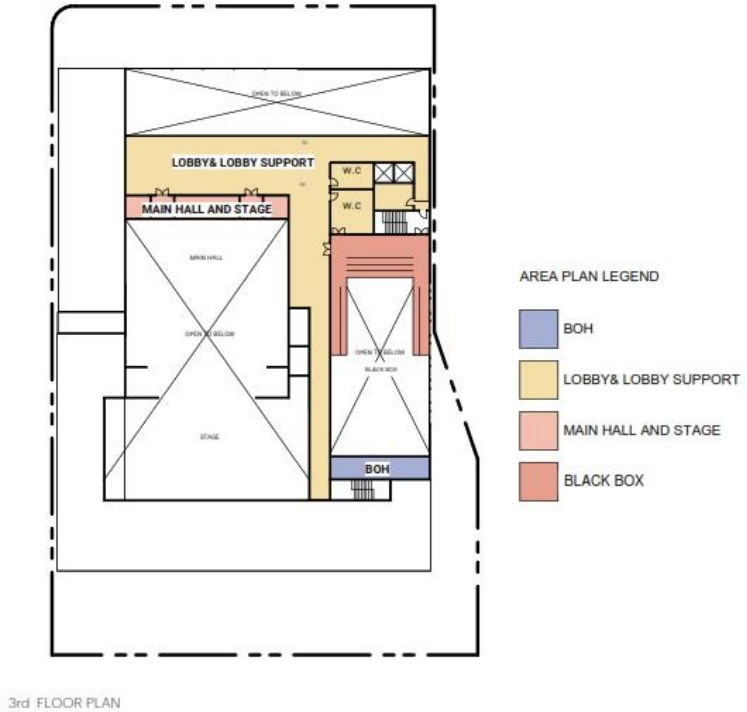 OPEN TO BELOW
LOBBY& LOBBY SUPPORT
W.C
W.C
MAIN HALL AND STAGE
MAIN HALL
OPEN TO BELOW
OPEN TO BELOW
BLACK BOX
STAGE
BOH
AREA PLAN LEGEND
BOH
LOBBY& LOBBY SUPPORT
MAIN HALL AND STAGE
BLACK BOX
3rd FLOOR PLAN